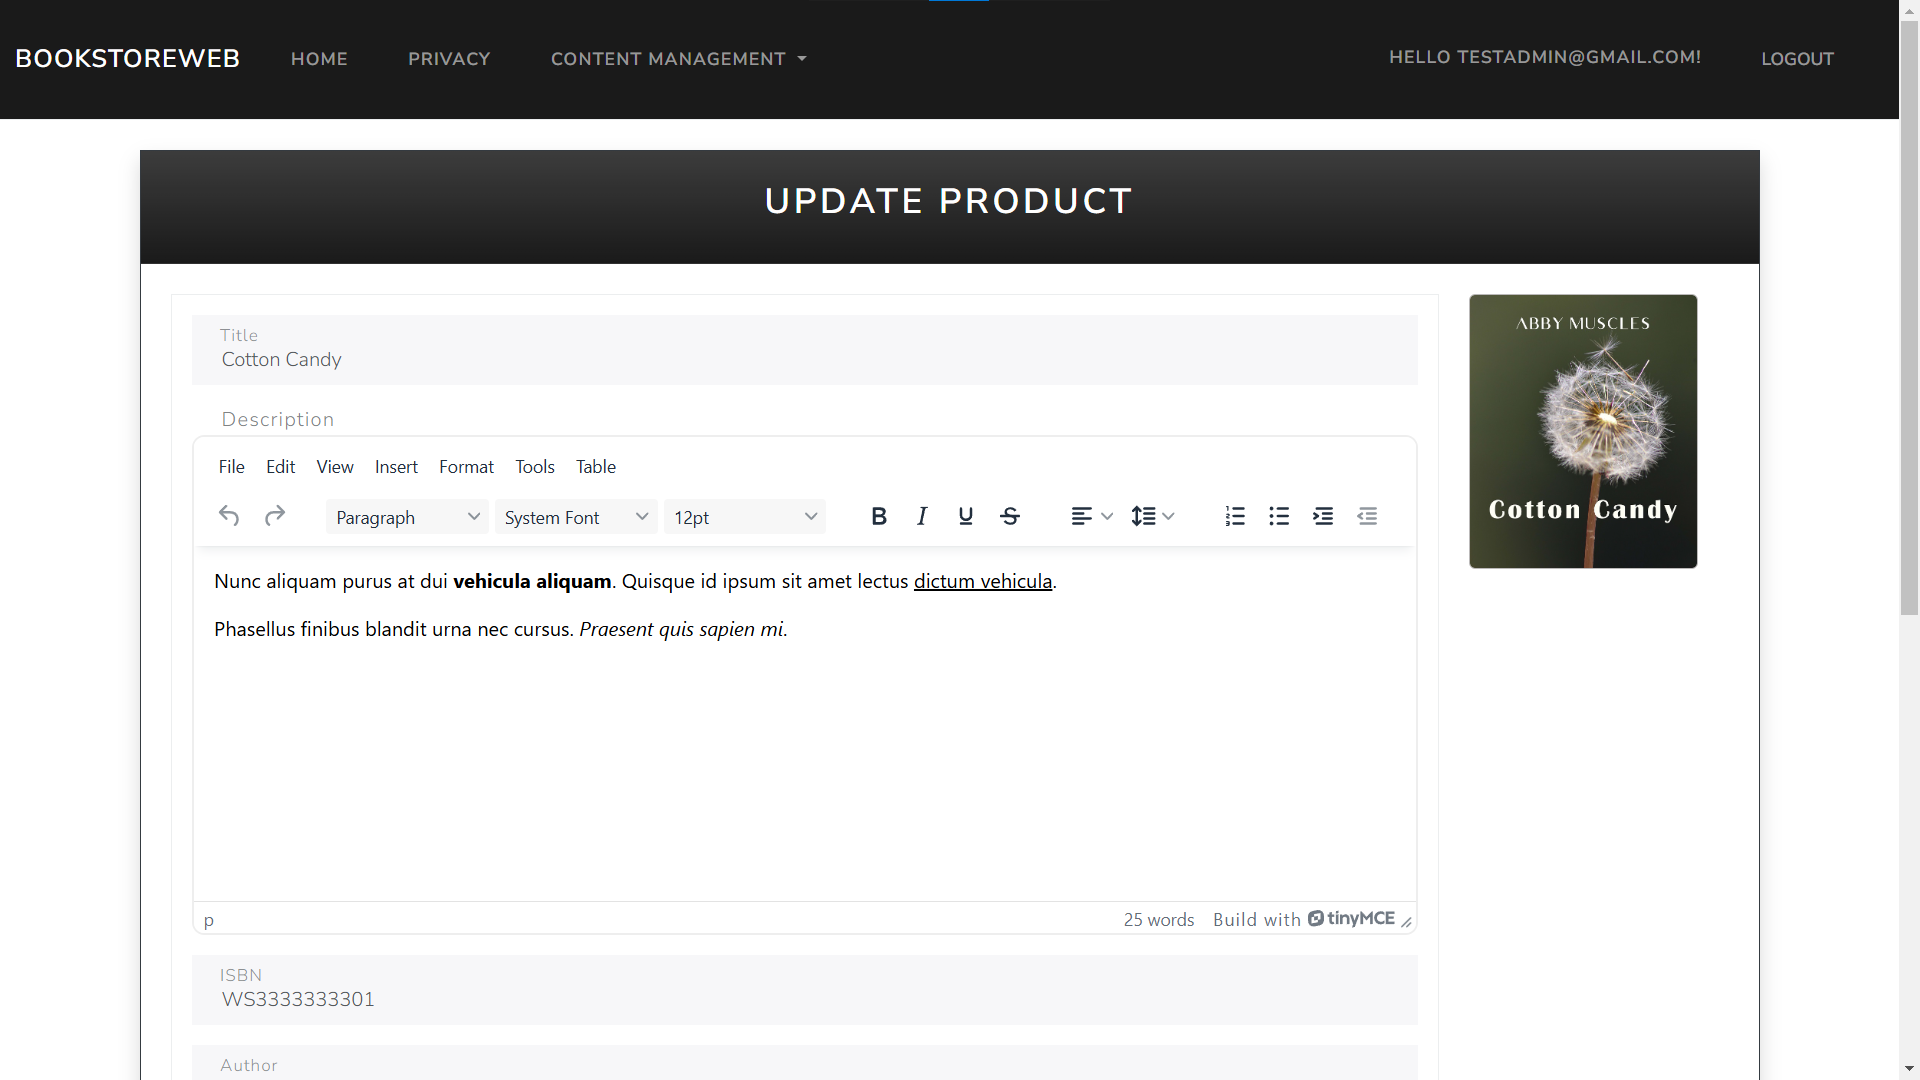 BOOKSTOREWEB HOME PRIVACY CONTENT MANAGEMENT HELLO TESTADMIN@GMAIL.COM! LOGOUT
UPDATE PRODUCT
Title
Cotton Candy
Description
File Edit View Insert Format Tools Table
Paragraph System Font 12pt
Nunc aliquam purus at dui vehicula aliquam. Quisque id ipsum sit amet lectus dictum vehicula.
Phasellus finibus blandit urna nec cursus. Praesent quis sapien mi.
p 25 words Build with tinyMCE
ISBN
WS3333333301
Author
ABBY MUSCLES
Cotton Candy